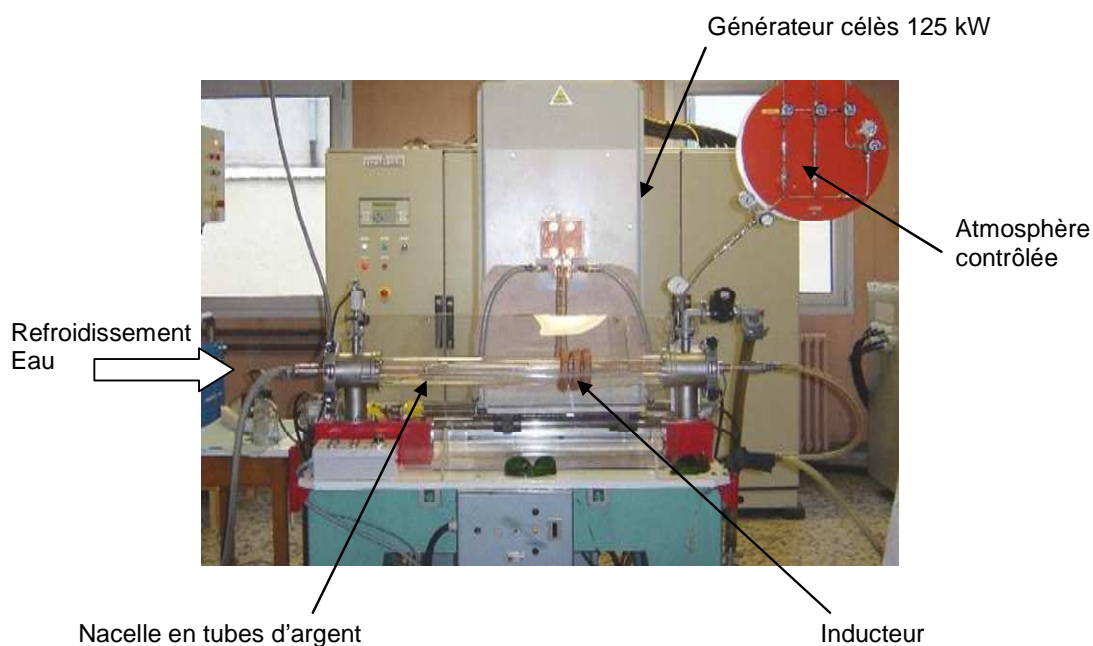 Générateur célès 125 kW
Atmosphère
contrôlée
Refroidissement
Eau
Nacelle en tubes d'argent
Inducteur